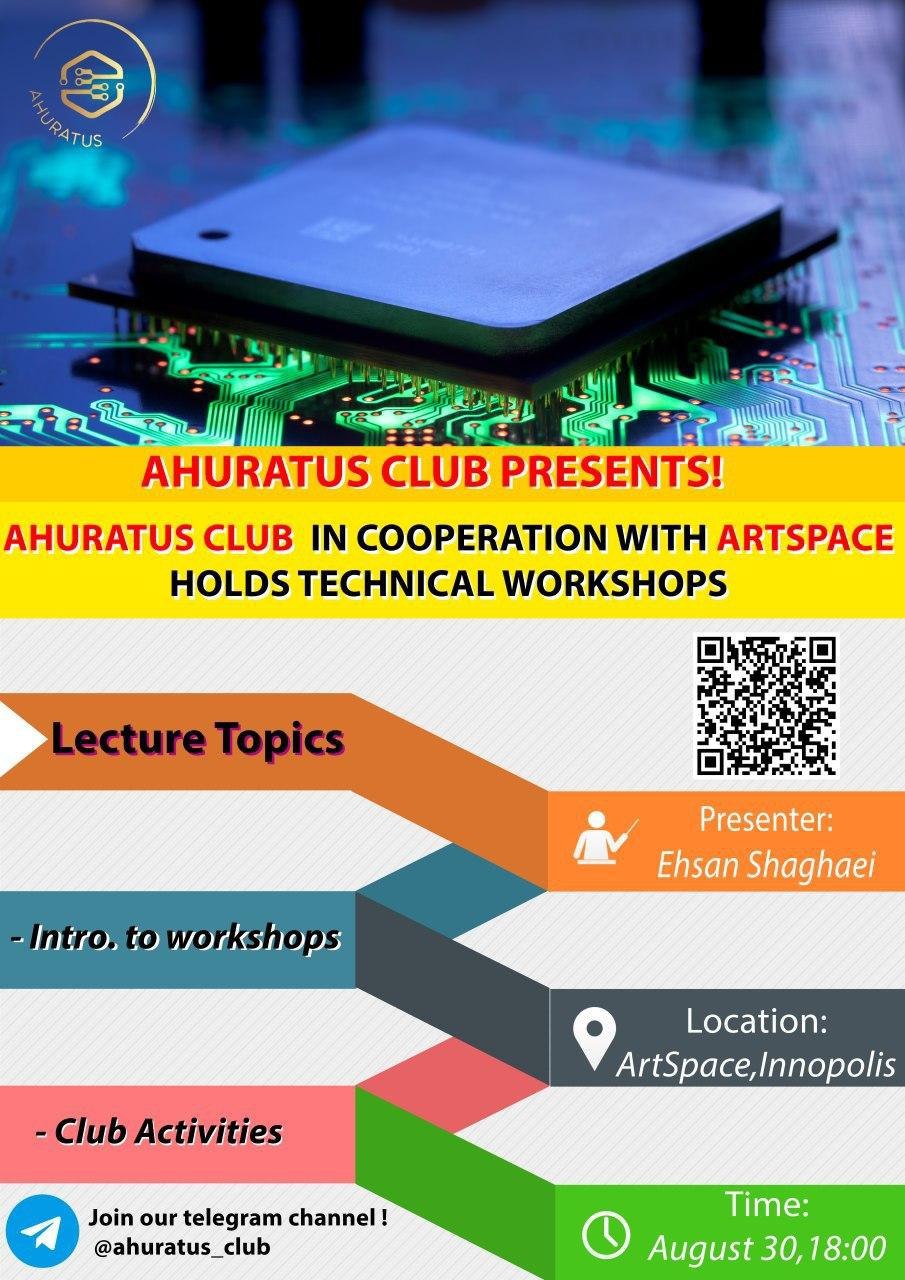 AHURATUS
AHURATUS CLUB PRESENTS!
AHURATUS CLUB IN COOPERATION WITH ARTSPACE
HOLDS TECHNICAL WORKSHOPS
Lecture Topics
Presenter:
Ehsan Shaghaei
- Intro. to workshops
Location:
ArtSpace,Innopolis
- Club Activities
Time:
August 30,18:00
Join our telegram channel !
@ahuratus_club